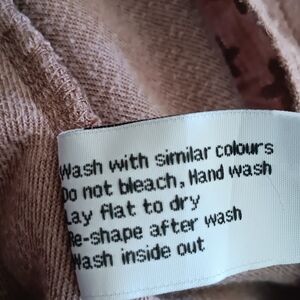 Wash with similar colours
Do not bleach, Hand wash
Lay flat to dry
Re-shape after wash
Wash inside out